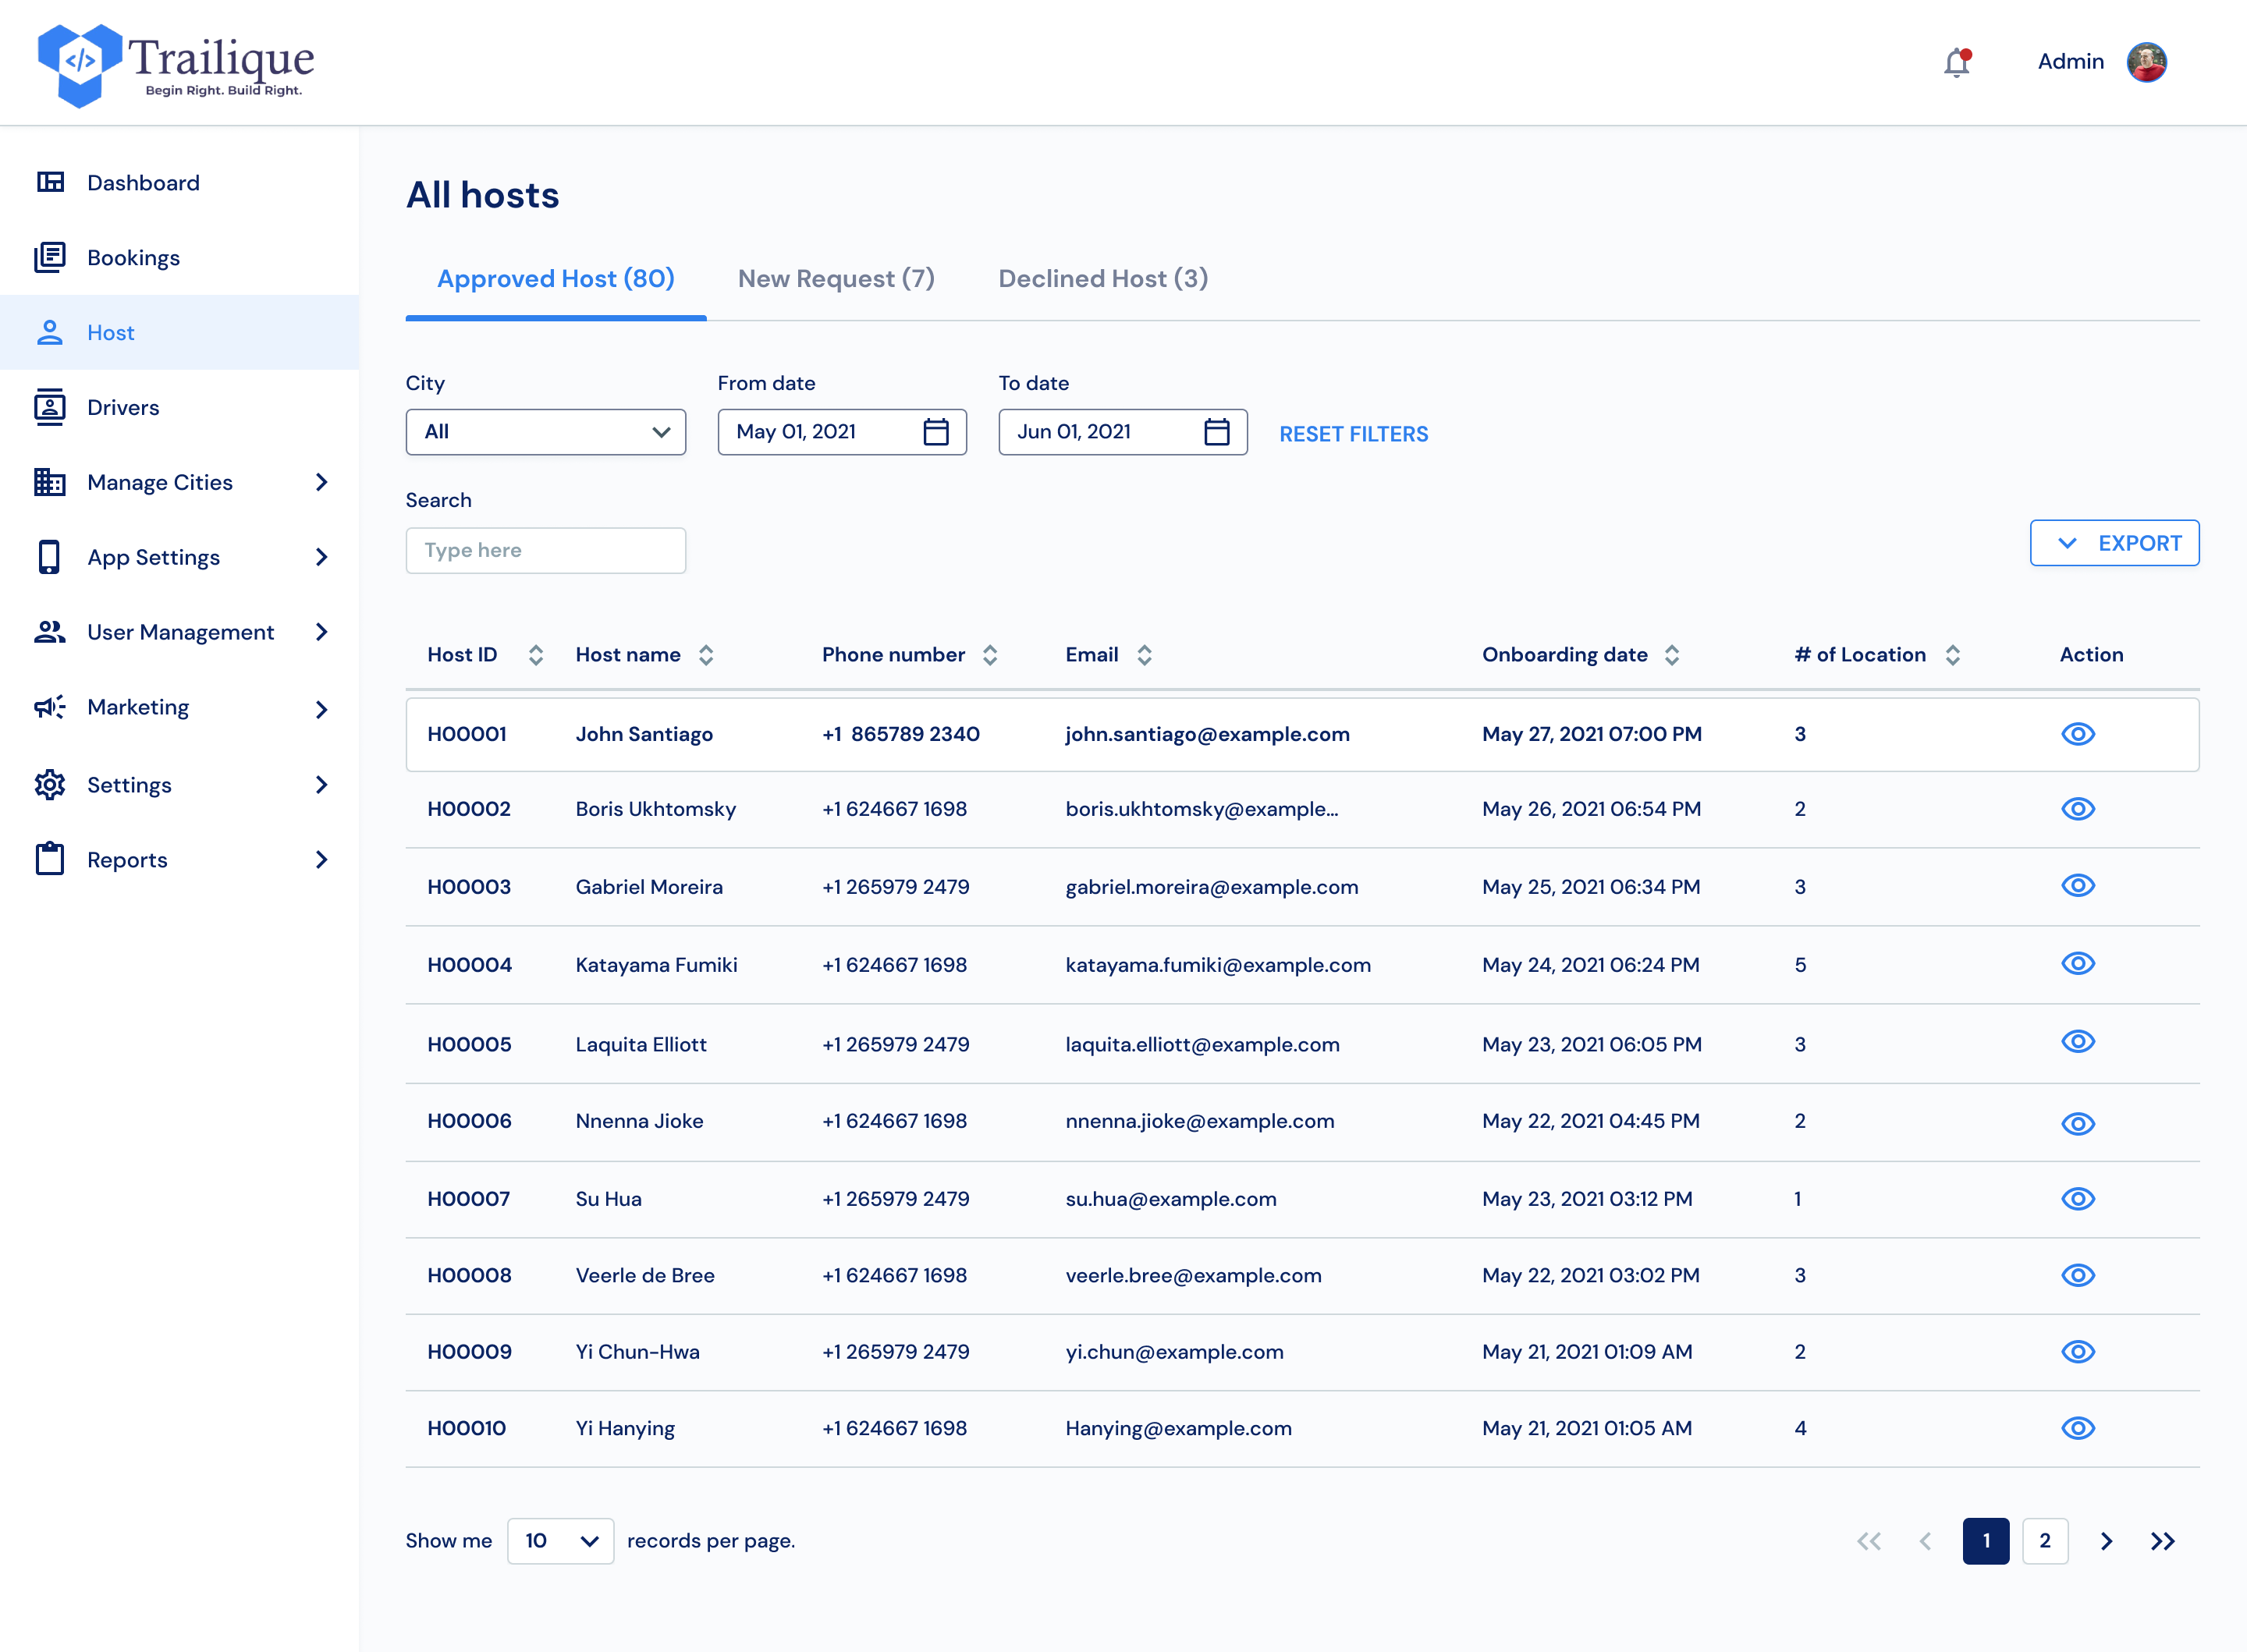 Trailique
Begin Right. Build Right.
Admin
Dashboard
Bookings
Host
Drivers
Manage Cities
App Settings
User Management
Marketing
Settings
Reports
All hosts
Approved Host (80) New Request (7) Declined Host (3)
City From date To date
All May 01, 2021 Jun 01, 2021 RESET FILTERS
Search
Type here
EXPORT
Host ID Host name Phone number Email Onboarding date # of Location Action
H00001 John Santiago +1  865789 2340 john.santiago@example.com May 27, 2021 07:00 PM 3
H00002 Boris Ukhtomsky +1 624667 1698 boris.ukhtomsky@example... May 26, 2021 06:54 PM 2
H00003 Gabriel Moreira +1 265979 2479 gabriel.moreira@example.com May 25, 2021 06:34 PM 3
H00004 Katayama Fumiki +1 624667 1698 katayama.fumiki@example.com May 24, 2021 06:24 PM 5
H00005 Laquita Elliott +1 265979 2479 laquita.elliott@example.com May 23, 2021 06:05 PM 3
H00006 Nnenna Jioke +1 624667 1698 nnenna.jioke@example.com May 22, 2021 04:45 PM 2
H00007 Su Hua +1 265979 2479 su.hua@example.com May 23, 2021 03:12 PM 1
H00008 Veerle de Bree +1 624667 1698 veerle.bree@example.com May 22, 2021 03:02 PM 3
H00009 Yi Chun-Hwa +1 265979 2479 yi.chun@example.com May 21, 2021 01:09 AM 2
H00010 Yi Hanying +1 624667 1698 Hanying@example.com May 21, 2021 01:05 AM 4
Show me 10 records per page. 1 2